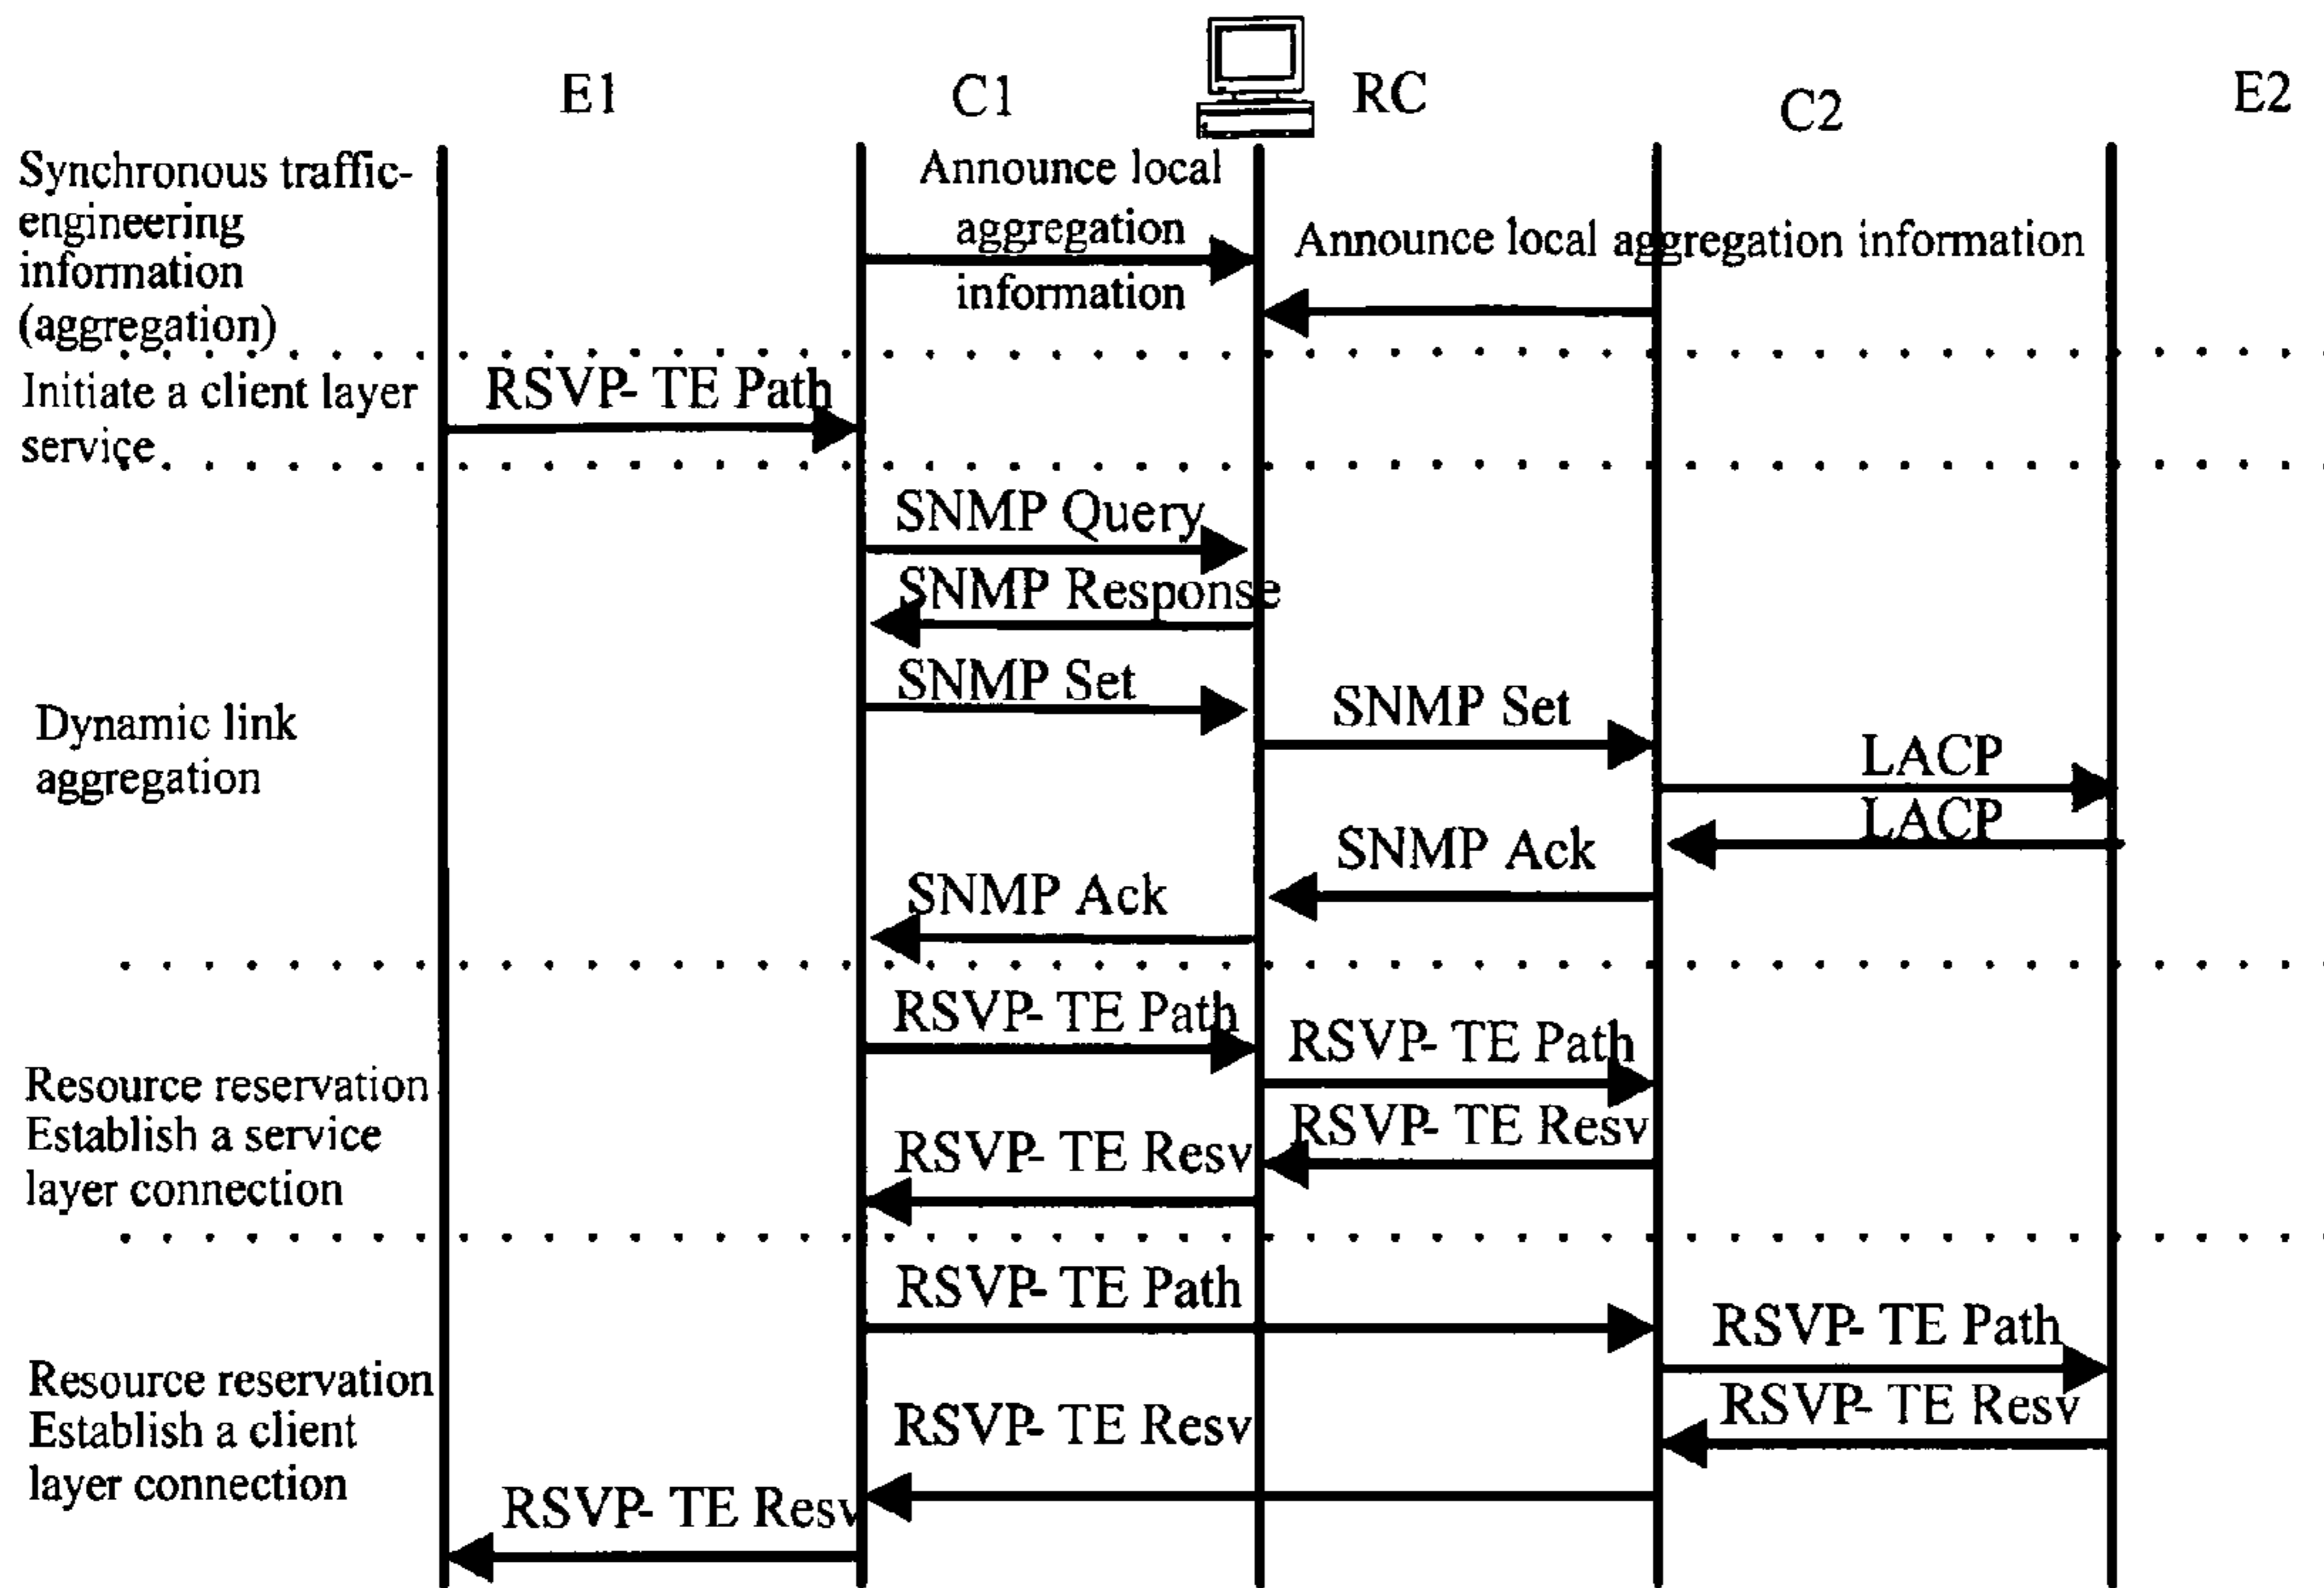 E1
C1
RC
C2
E2
Synchronous traffic-
engineering
information
(aggregation)
Announce local
aggregation
information
Announce local aggregation information
Initiate a client layer
service
RSVP- TE Path
SNMP Query
SNMP Response
SNMP Set
SNMP Set
Dynamic link
aggregation
LACP
LACP
SNMP Ack
SNMP Ack
RSVP- TE Path
RSVP- TE Path
Resource reservation
Establish a service
layer connection
RSVP- TE Resv
RSVP- TE Resv
RSVP- TE Path
RSVP- TE Path
Resource reservation
Establish a client
layer connection
RSVP- TE Resv
RSVP- TE Resv
RSVP- TE Resv